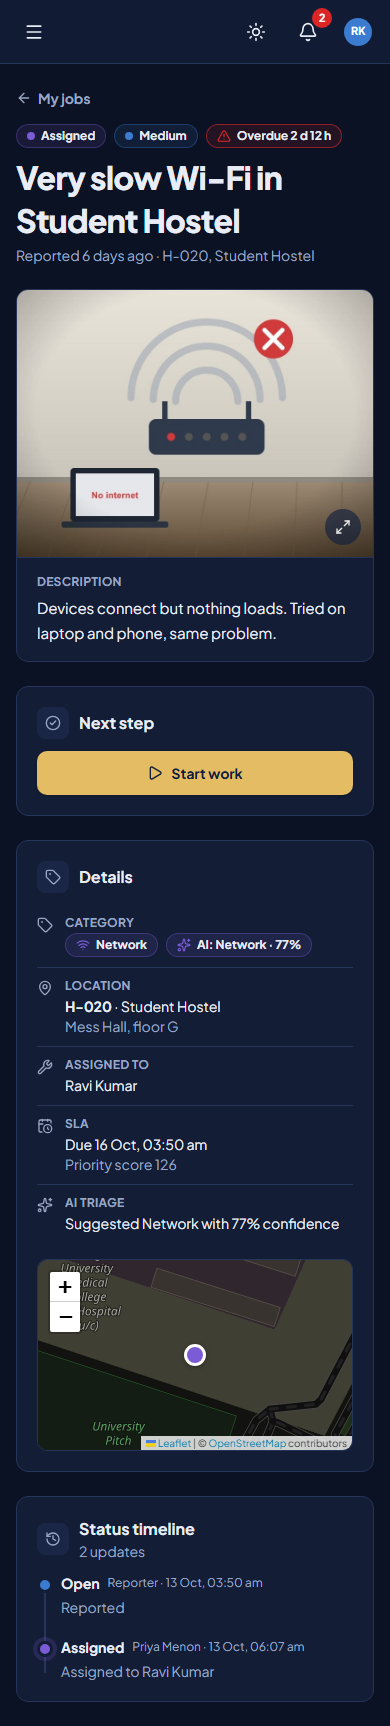 2
RK
My jobs
Assigned
Medium
Overdue 2 d 12 h
Very slow Wi-Fi in
Student Hostel
Reported 6 days ago · H-020, Student Hostel
No internet
DESCRIPTION
Devices connect but nothing loads. Tried on
laptop and phone, same problem.
Next step
Start work
Details
CATEGORY
Network
AI: Network · 77%
LOCATION
H-020 · Student Hostel
Mess Hall, floor G
ASSIGNED TO
Ravi Kumar
SLA
Due 16 Oct, 03:50 am
Priority score 126
AI TRIAGE
Suggested Network with 77% confidence
University
+
−
University
Pitch
Leaflet | © OpenStreetMap contributors
Status timeline
2 updates
Open Reporter · 13 Oct, 03:50 am
Reported
Assigned Priya Menon · 13 Oct, 06:07 am
Assigned to Ravi Kumar